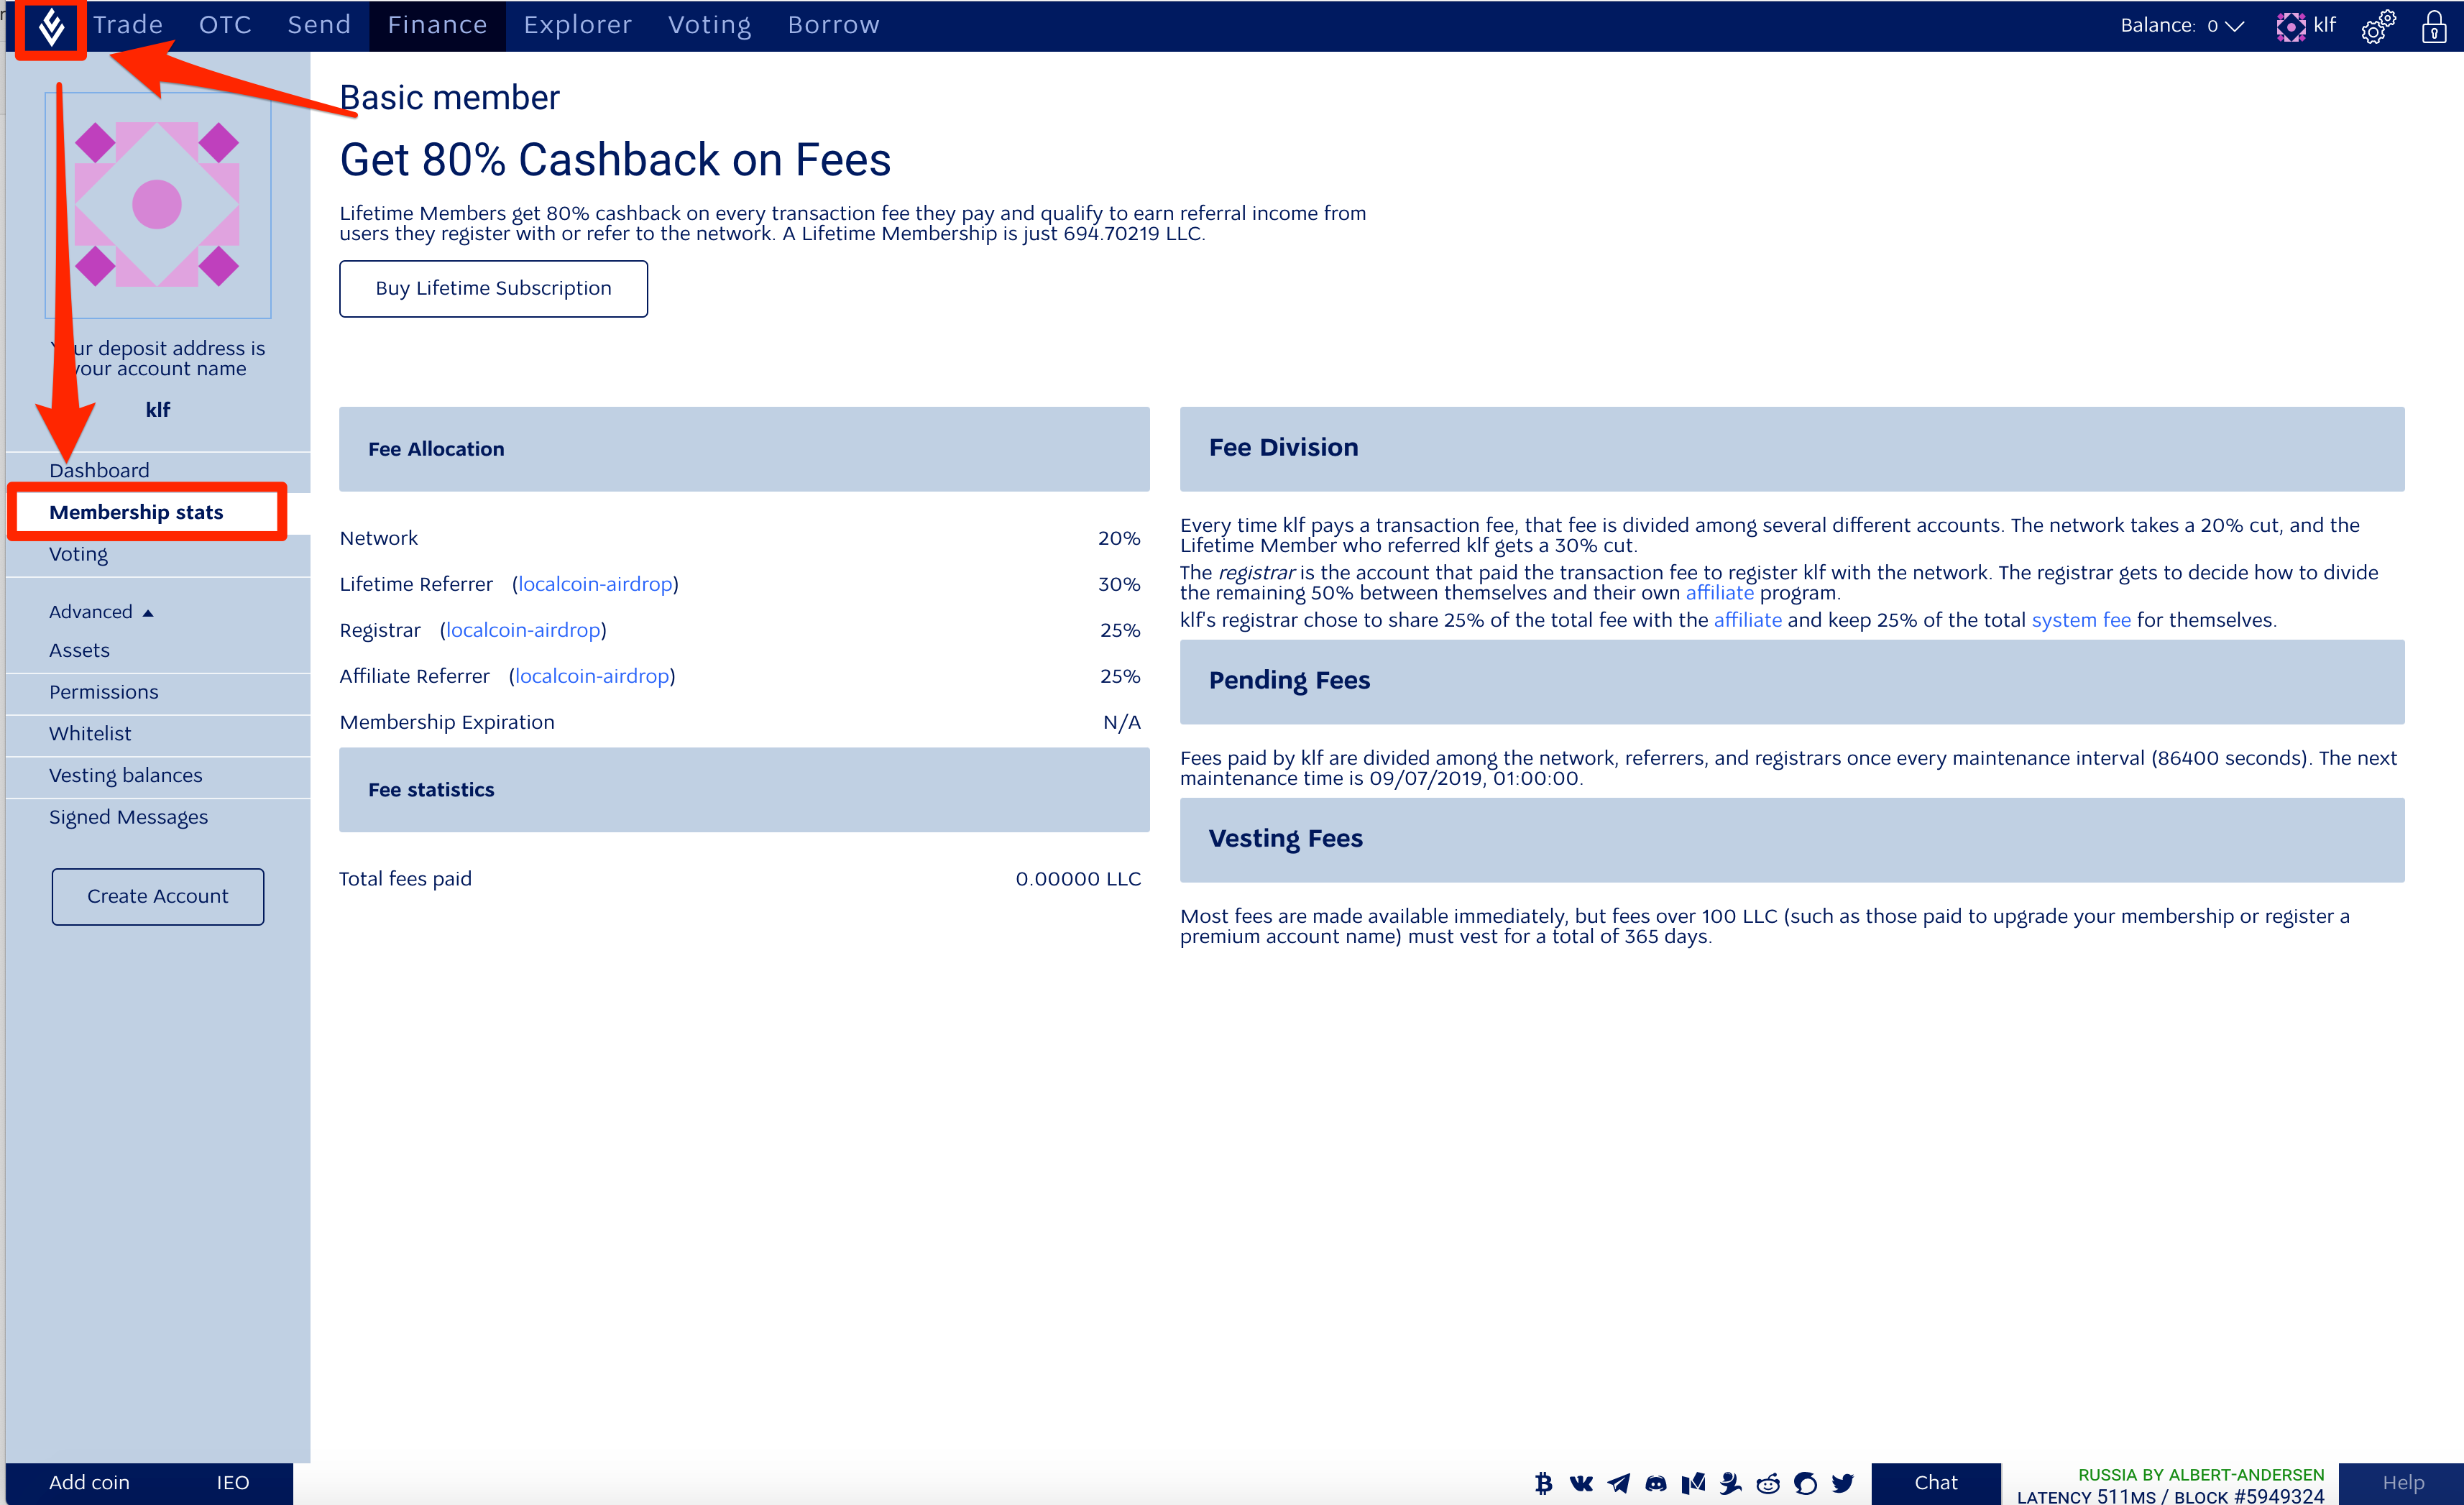 Trade OTC Send Finance Explorer Voting Borrow Balance: 0 klf
Your deposit address is
your account name
klf
Dashboard
Membership stats
Voting
Advanced
Assets
Permissions
Whitelist
Vesting balances
Signed Messages
Create Account
Basic member
Get 80% Cashback on Fees
Lifetime Members get 80% cashback on every transaction fee they pay and qualify to earn referral income from
users they register with or refer to the network. A Lifetime Membership is just 694.70219 LLC.
Buy Lifetime Subscription
Fee Allocation
Network 20%
Lifetime Referrer (localcoin-airdrop) 30%
Registrar (localcoin-airdrop) 25%
Affiliate Referrer (localcoin-airdrop) 25%
Membership Expiration N/A
Fee statistics
Total fees paid 0.00000 LLC
Fee Division
Every time klf pays a transaction fee, that fee is divided among several different accounts. The network takes a 20% cut, and the
Lifetime Member who referred klf gets a 30% cut.
The registrar is the account that paid the transaction fee to register klf with the network. The registrar gets to decide how to divide
the remaining 50% between themselves and their own affiliate program.
klf's registrar chose to share 25% of the total fee with the affiliate and keep 25% of the total system fee for themselves.
Pending Fees
Fees paid by klf are divided among the network, referrers, and registrars once every maintenance interval (86400 seconds). The next
maintenance time is 09/07/2019, 01:00:00.
Vesting Fees
Most fees are made available immediately, but fees over 100 LLC (such as those paid to upgrade your membership or register a
premium account name) must vest for a total of 365 days.
Add coin IEO
Chat
RUSSIA BY ALBERT-ANDERSEN
LATENCY 511MS / BLOCK #5949324
Help